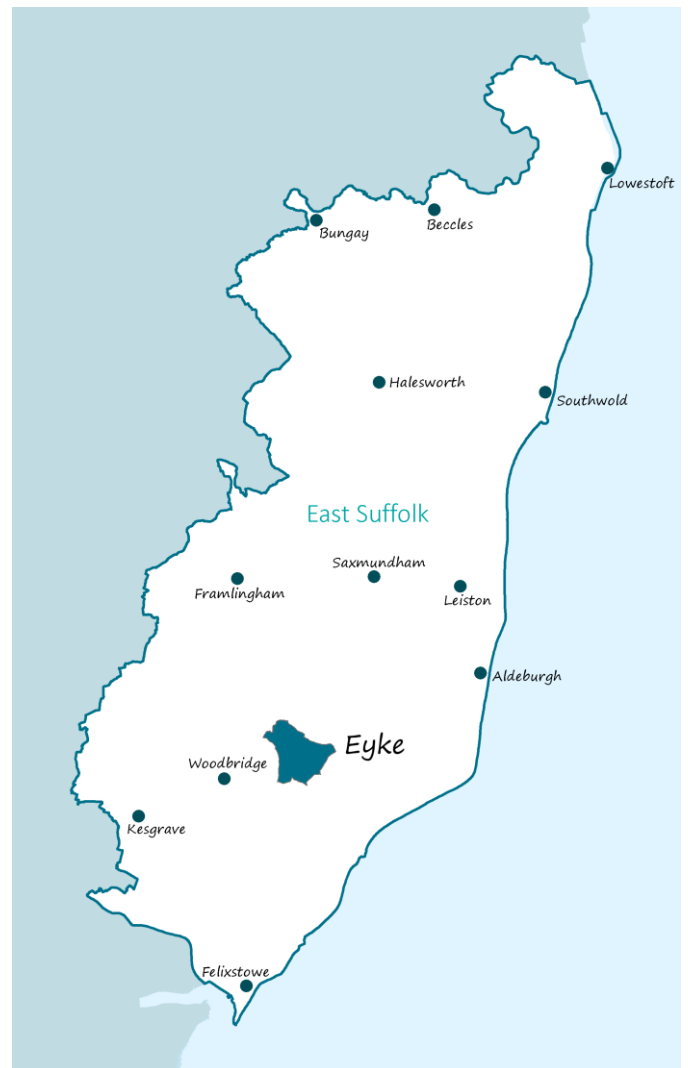 Lowestoft
Beccles
Bungay
Halesworth
Southwold
East Suffolk
Saxmundham
Framlingham
Leiston
Aldeburgh
Eyke
Woodbridge
Kesgrave
Felixstowe